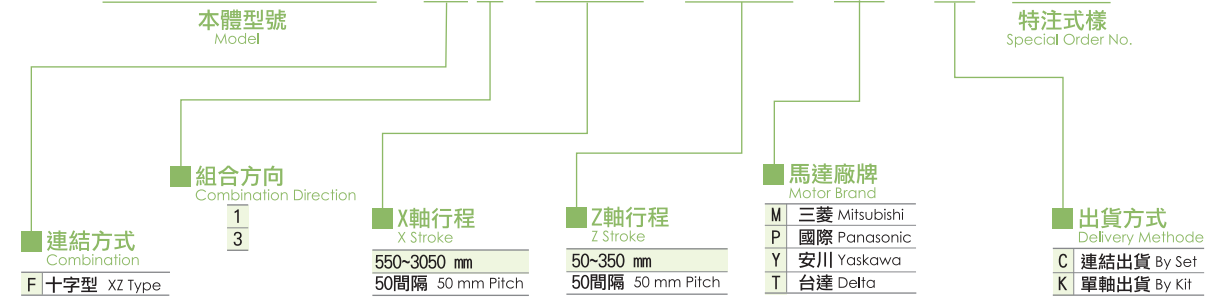 本體型號
Model
特注式樣
Special Order No.
組合方向
Combination Direction
1
3
馬達廠牌
Motor Brand
M 三菱 Mitsubishi
P 國際 Panasonic
Y 安川 Yaskawa
T 台達 Delta
連結方式
Combination
F 十字型 XZ Type
X軸行程
X Stroke
550~3050 mm
50間隔 50 mm Pitch
Z軸行程
Z Stroke
50~350 mm
50間隔 50 mm Pitch
出貨方式
Delivery Methode
C 連結出貨 By Set
K 單軸出貨 By Kit